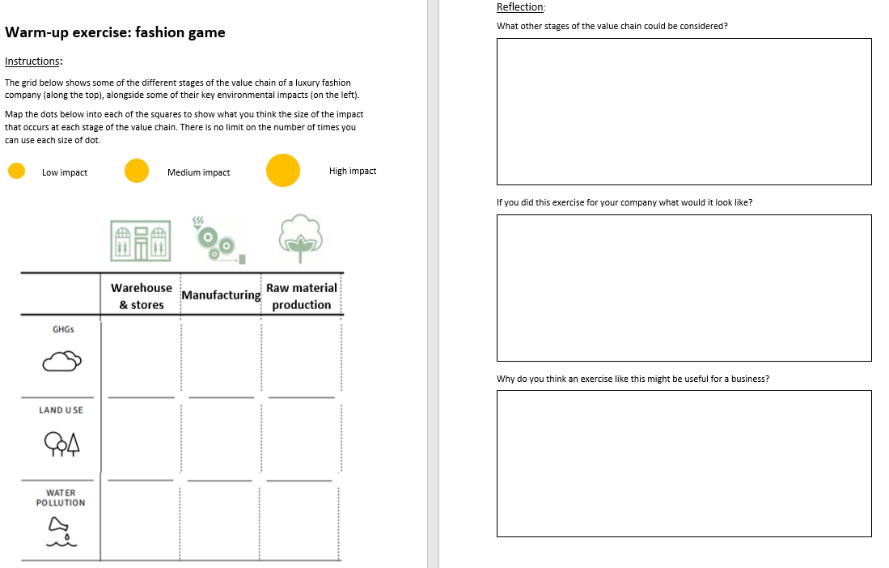 Warm-up exercise: fashion game
Instructions:
The grid below shows some of the different stages of the value chain of a luxury fashion
company (along the top), alongside some of their key environmental impacts (on the left).
Map the dots below into each of the squares to show what you think the size of the impact
that occurs at each stage of the value chain. There is no limit on the number of times you
can use each size of dot.
Low impact
Medium impact
High impact
Warehouse
& stores
Manufacturing
Raw material
production
GHGs
LAND USE
WATER
POLLUTION
Reflection:
What other stages of the value chain could be considered?
If you did this exercise for your company what would it look like?
Why do you think an exercise like this might be useful for a business?